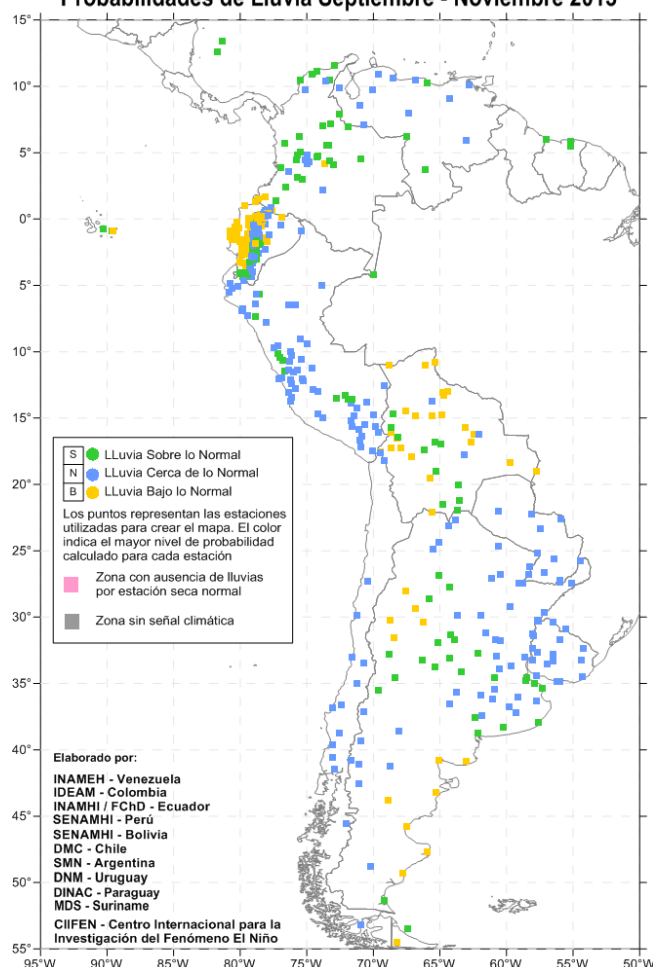 Probabilidades de Lluvia Septiembre - Noviembre 2015
15°
10°
5°
0°
5°
10°
15°
20°
25°
30°
35°
40°
45°
50°
55°
S LLuvia Sobre lo Normal
N LLuvia Cerca de lo Normal
B LLuvia Bajo lo Normal
Los puntos representan las estaciones
utilizadas para crear el mapa. El color
indica el mayor nivel de probabilidad
calculado para cada estación
Zona con ausencia de lluvias
por estación seca normal
Zona sin señal climática
Elaborado por:
INAMEH - Venezuela
IDEAM - Colombia
INAMHI / FChD - Ecuador
SENAMHI - Perú
SENAMHI - Bolivia
DMC - Chile
SMN - Argentina
DNM - Uruguay
DINAC - Paraguay
MDS - Suriname
CIIFEN - Centro Internacional para la
Investigación del Fenómeno El Niño
95°W 90°W 85°W 80°W 75°W 70°W 65°W 60°W 55°W 50°W